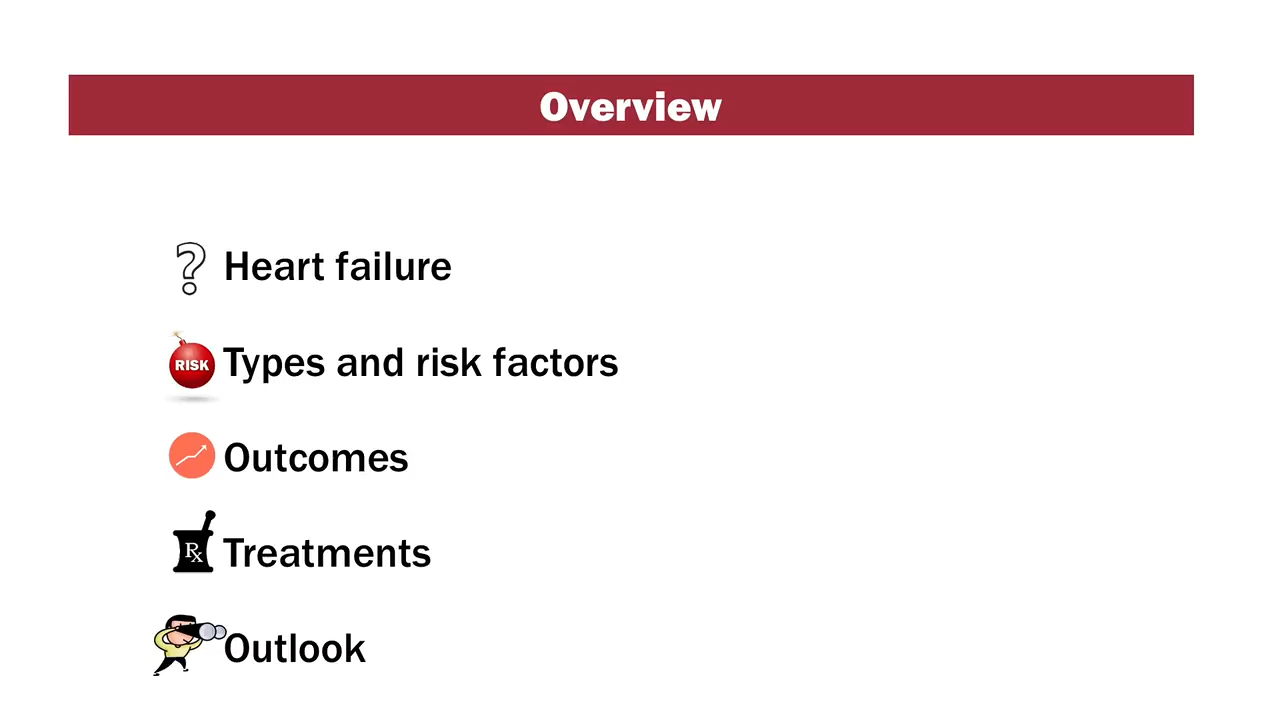 Overview
Heart failure
RISK Types and risk factors
Outcomes
Rx Treatments
Outlook